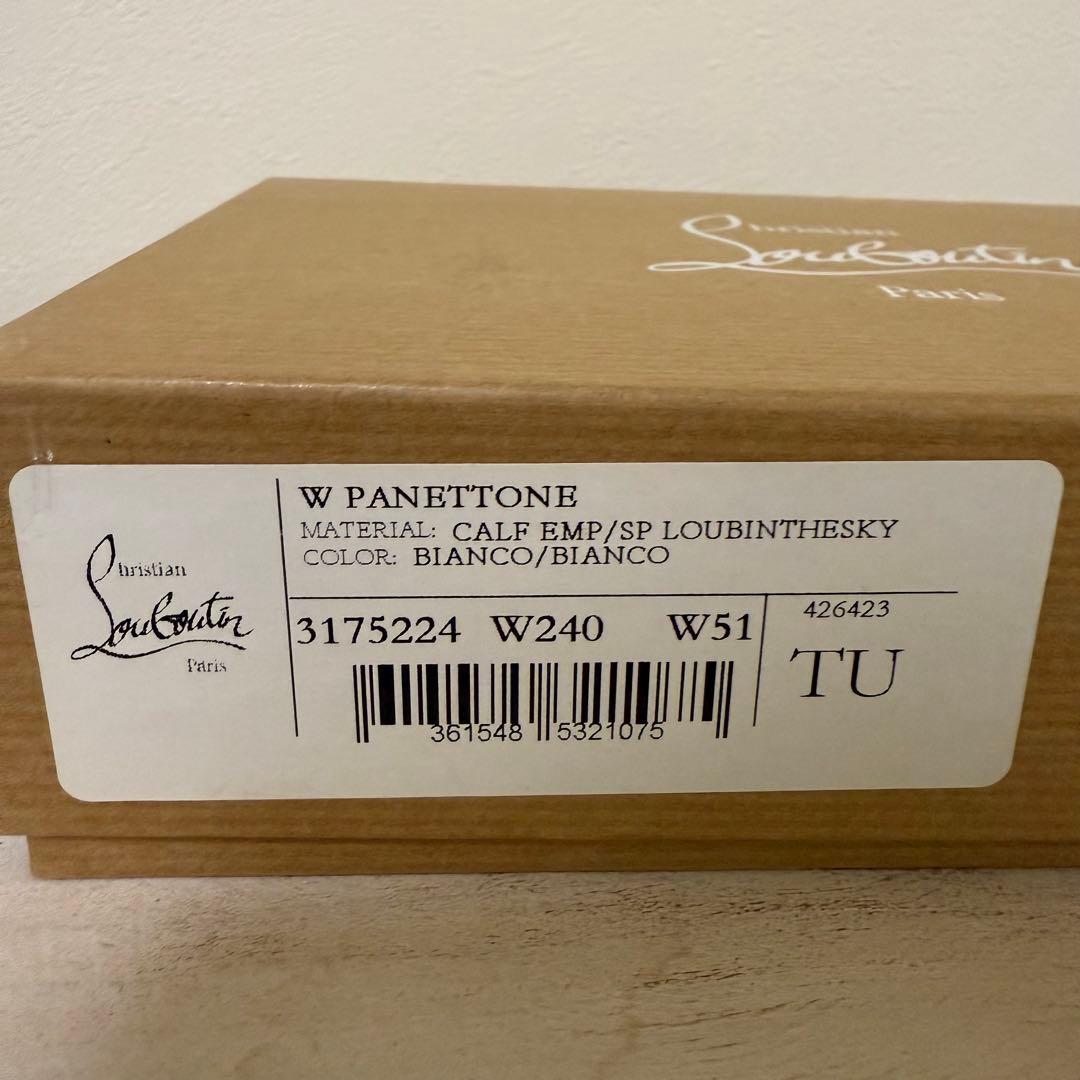 Christian
Louboutin
Paris
W PANETTONE
MATERIAL: CALF EMP/SP LOUBINTHESKY
COLOR: BIANCO/BIANCO
Christian
Louboutin
Paris
3175224 W240 W51
426423
TU
361548 5321075